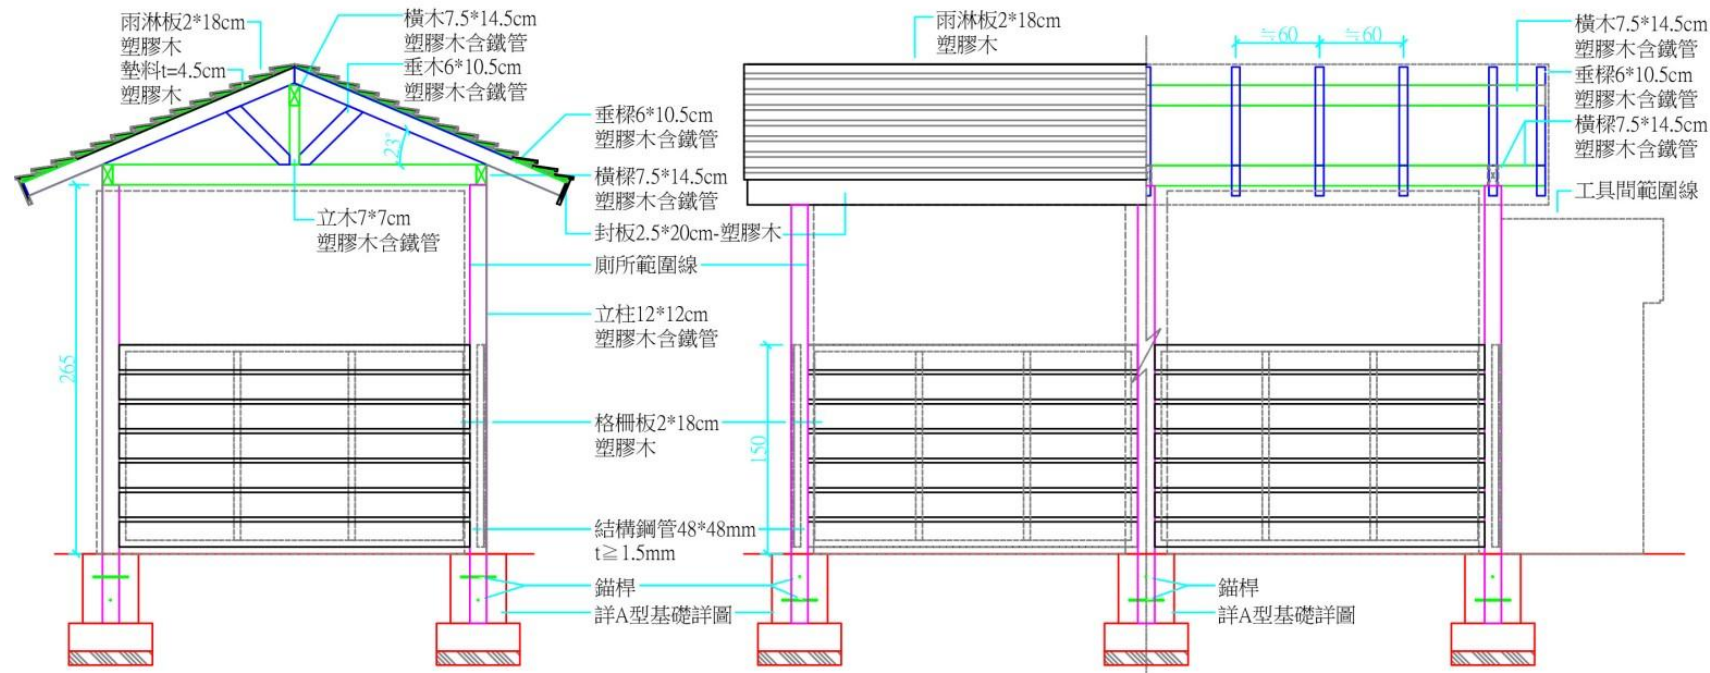 雨淋板2*18cm
塑膠木
墊料t=4.5cm
塑膠木
橫木7.5*14.5cm
塑膠木含鐵管
垂木6*10.5cm
塑膠木含鐵管
23°
垂樑6*10.5cm
塑膠木含鐵管
橫樑7.5*14.5cm
塑膠木含鐵管
立木7*7cm
塑膠木含鐵管
封板2.5*20cm-塑膠木
廁所範圍線
立柱12*12cm
塑膠木含鐵管
265
格柵板2*18cm
塑膠木
結構鋼管48*48mm
t≧1.5mm
錨桿
詳A型基礎詳圖
雨淋板2*18cm
塑膠木
≒60
≒60
橫木7.5*14.5cm
塑膠木含鐵管
垂樑6*10.5cm
塑膠木含鐵管
橫樑7.5*14.5cm
塑膠木含鐵管
工具間範圍線
150
錨桿
詳A型基礎詳圖